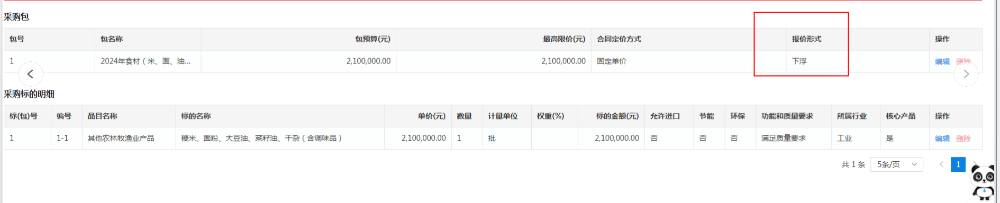 采购包
包号 包名称 包预算(元) 最高限价(元) 合同定价方式 报价形式 操作
1 2024年食材（米、面、油... 2,100,000.00 2,100,000.00 固定单价 下浮 编辑 删除
采购标的明细
标(包)号 编号 品目名称 标的名称 单价(元) 数量 计量单位 权重(%) 标的金额(元) 允许进口 节能 环保 功能和质量要求 所属行业 核心产品 操作
1 1-1 其他农林牧渔业产品 粳米、面粉、大豆油、菜籽油、干杂（含调味品） 2,100,000.00 1 批 2,100,000.00 否 否 否 满足质量要求 工业 是 编辑 删除
共 1 条 5条/页 1